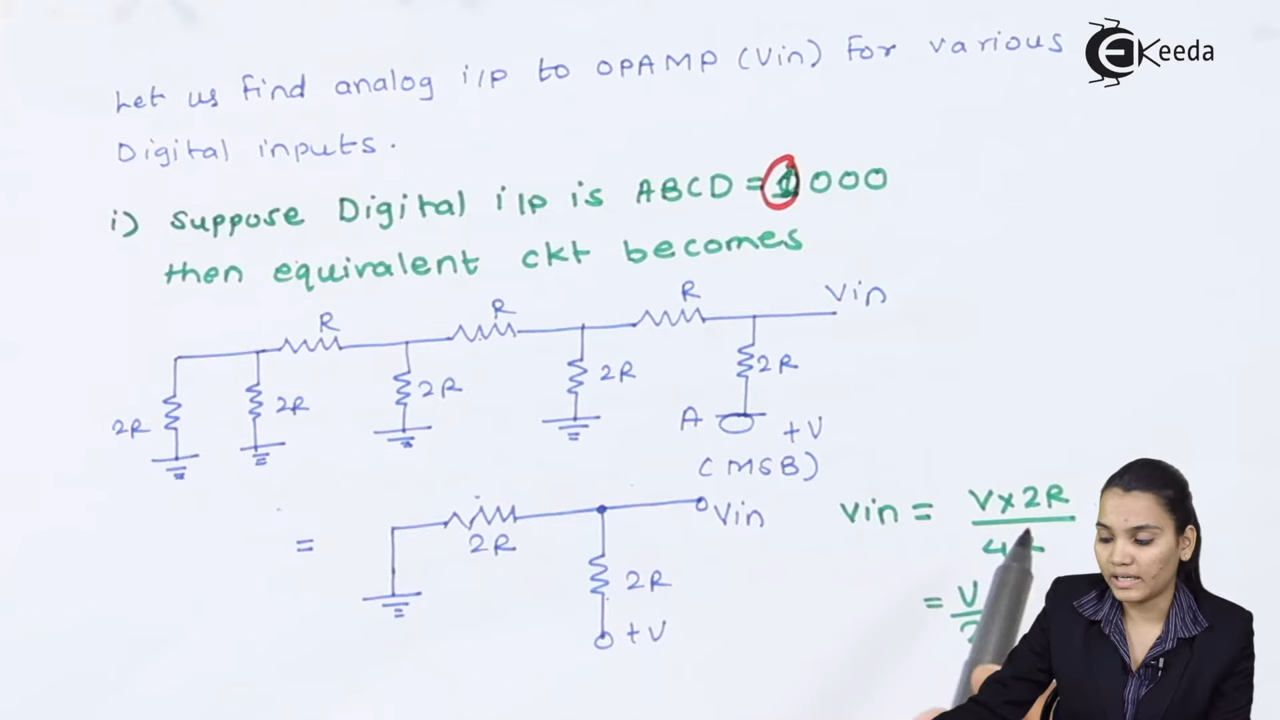 Let us find analog i/p to OPAMP (Vin) for various
Digital inputs.
i) Suppose Digital i/p is ABCD = 1000
then equivalent ckt becomes
R
R
R
Vin
2R
2R
2R
2R
2R
A
+V
(MSB)
=
2R
Vin
2R
+V
Vin = V×2R
= V
EKeeda